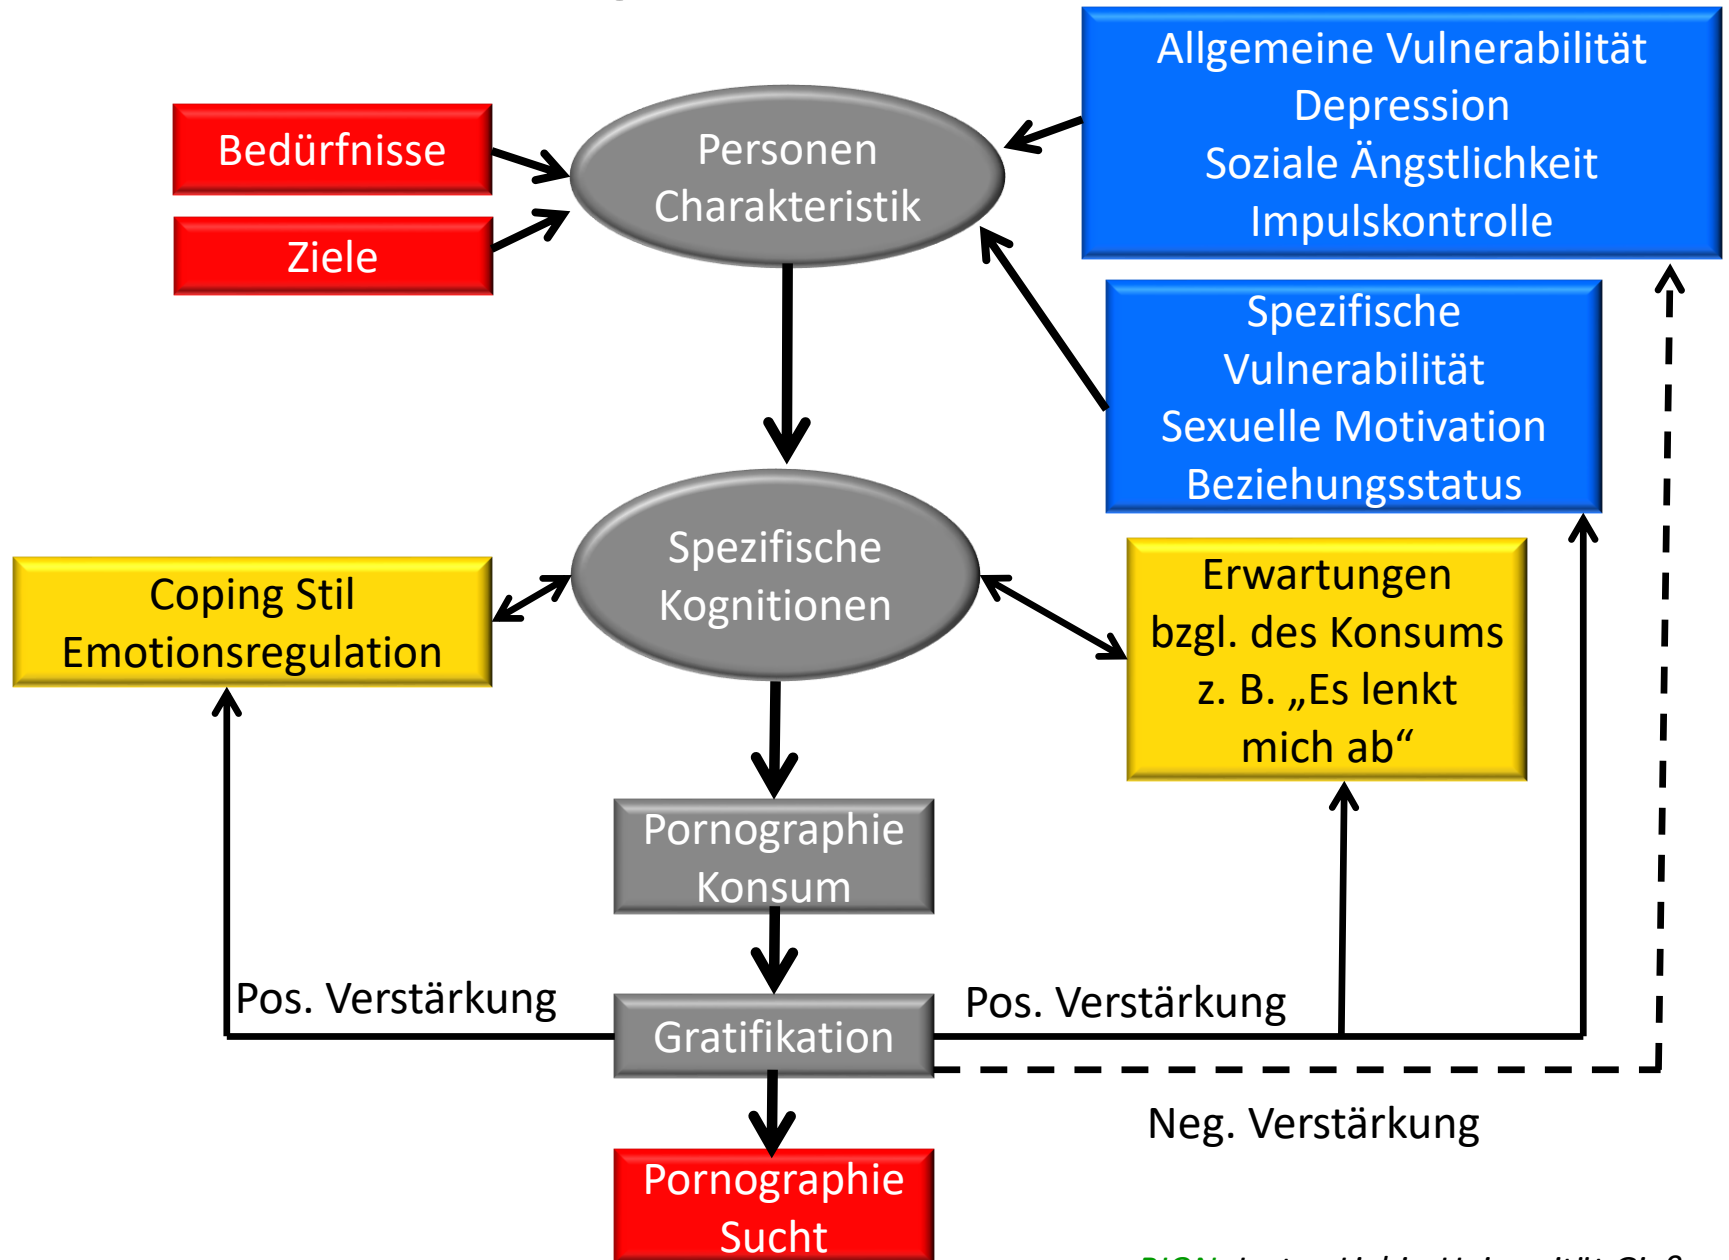 Allgemeine Vulnerabilität
Depression
Soziale Ängstlichkeit
Impulskontrolle
Bedürfnisse
Ziele
Personen
Charakteristik
Spezifische
Vulnerabilität
Sexuelle Motivation
Beziehungsstatus
Spezifische
Kognitionen
Coping Stil
Emotionsregulation
Erwartungen
bzgl. des Konsums
z. B. „Es lenkt
mich ab“
Pornographie
Konsum
Pos. Verstärkung
Gratifikation
Pos. Verstärkung
Neg. Verstärkung
Pornographie
Sucht